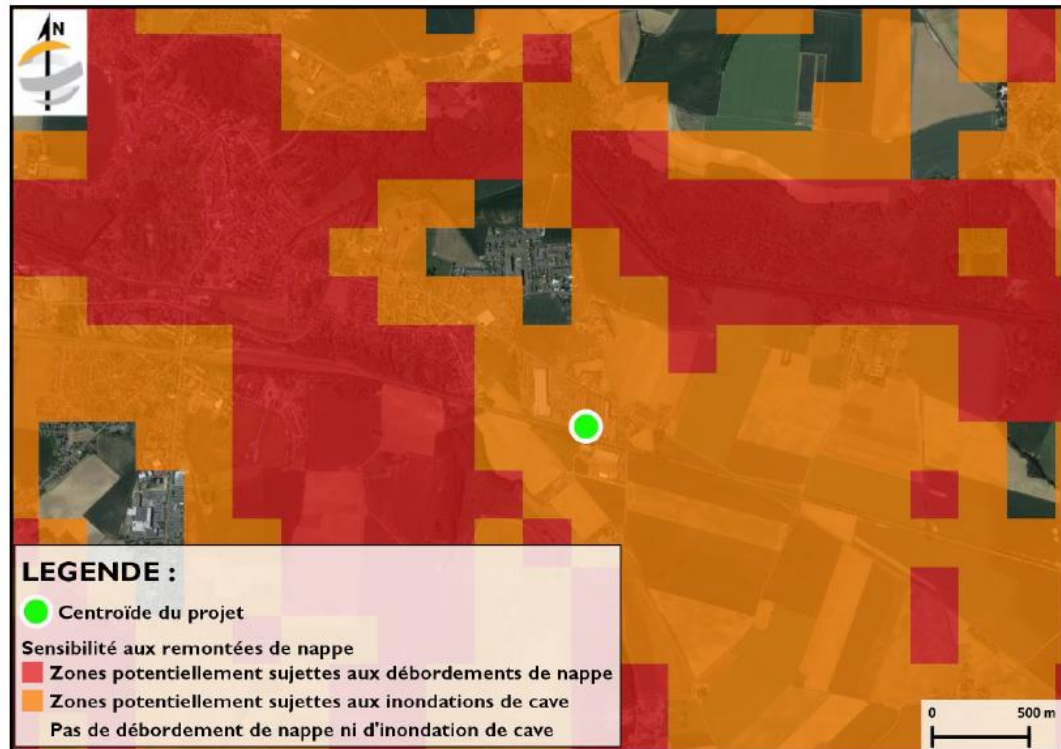 N
LEGENDE :
Centroïde du projet
Sensibilité aux remontées de nappe
Zones potentiellement sujettes aux débordements de nappe
Zones potentiellement sujettes aux inondations de cave
Pas de débordement de nappe ni d'inondation de cave
0 500 m